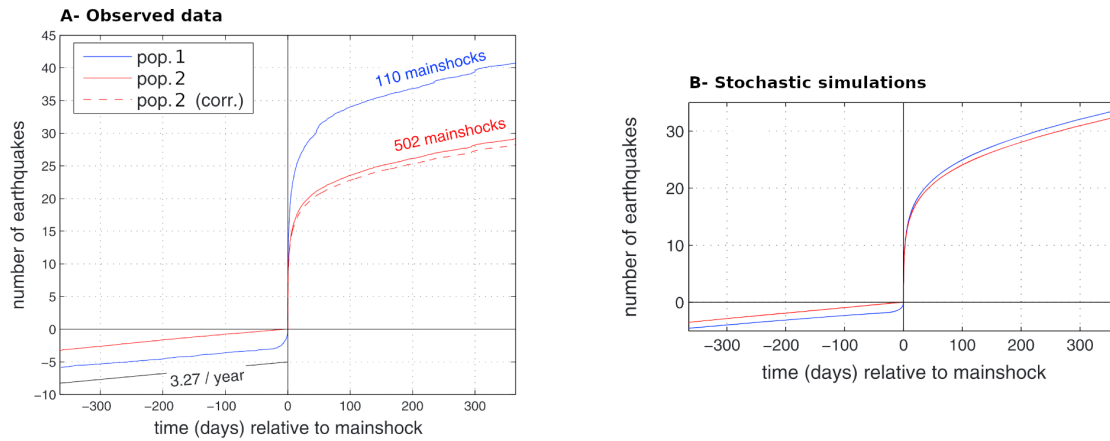 A- Observed data
number of earthquakes
45
40
35
30
25
20
15
10
5
0
−5
−10
pop. 1
pop. 2
pop. 2 (corr.)
110 mainshocks
502 mainshocks
3.27 / year
−300 −200 −100 0 100 200 300
time (days) relative to mainshock
B- Stochastic simulations
number of earthquakes
30
20
10
0
−300 −200 −100 0 100 200 300
time (days) relative to mainshock